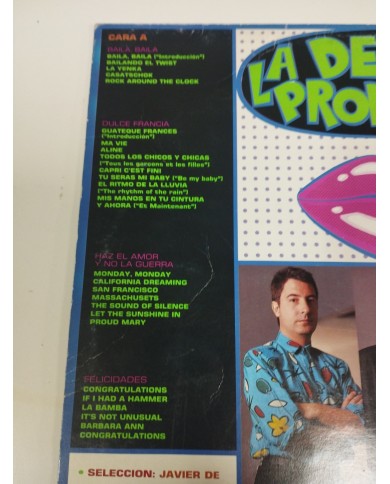 CARA A
BAILA, BAILA
BAILA, BAILA ("Introducción")
BAILANDO EL TWIST
LA YENKA
CASATSCHOK
ROCK AROUND THE CLOCK
DULCE FRANCIA
GUATEQUE FRANCES
("Introducción")
MA VIE
ALINE
TODOS LOS CHICOS Y CHICAS
("Tous les garcons et les filles")
CAPRI C'EST FINI
TU SERAS MI BABY ("Be my baby")
EL RITMO DE LA LLUVIA
("The rhythm of the rain")
MIS MANOS EN TU CINTURA
Y AHORA ("Es Maintenant")
HAZ EL AMOR
Y NO LA GUERRA
MONDAY, MONDAY
CALIFORNIA DREAMING
SAN FRANCISCO
MASSACHUSETS
THE SOUND OF SILENCE
LET THE SUNSHINE IN
PROUD MARY
FELICIDADES
CONGRATULATIONS
IF I HAD A HAMMER
LA BAMBA
IT'S NOT UNUSUAL
BARBARA ANN
CONGRATULATIONS
• SELECCION: JAVIER DE
LA DE
PROM